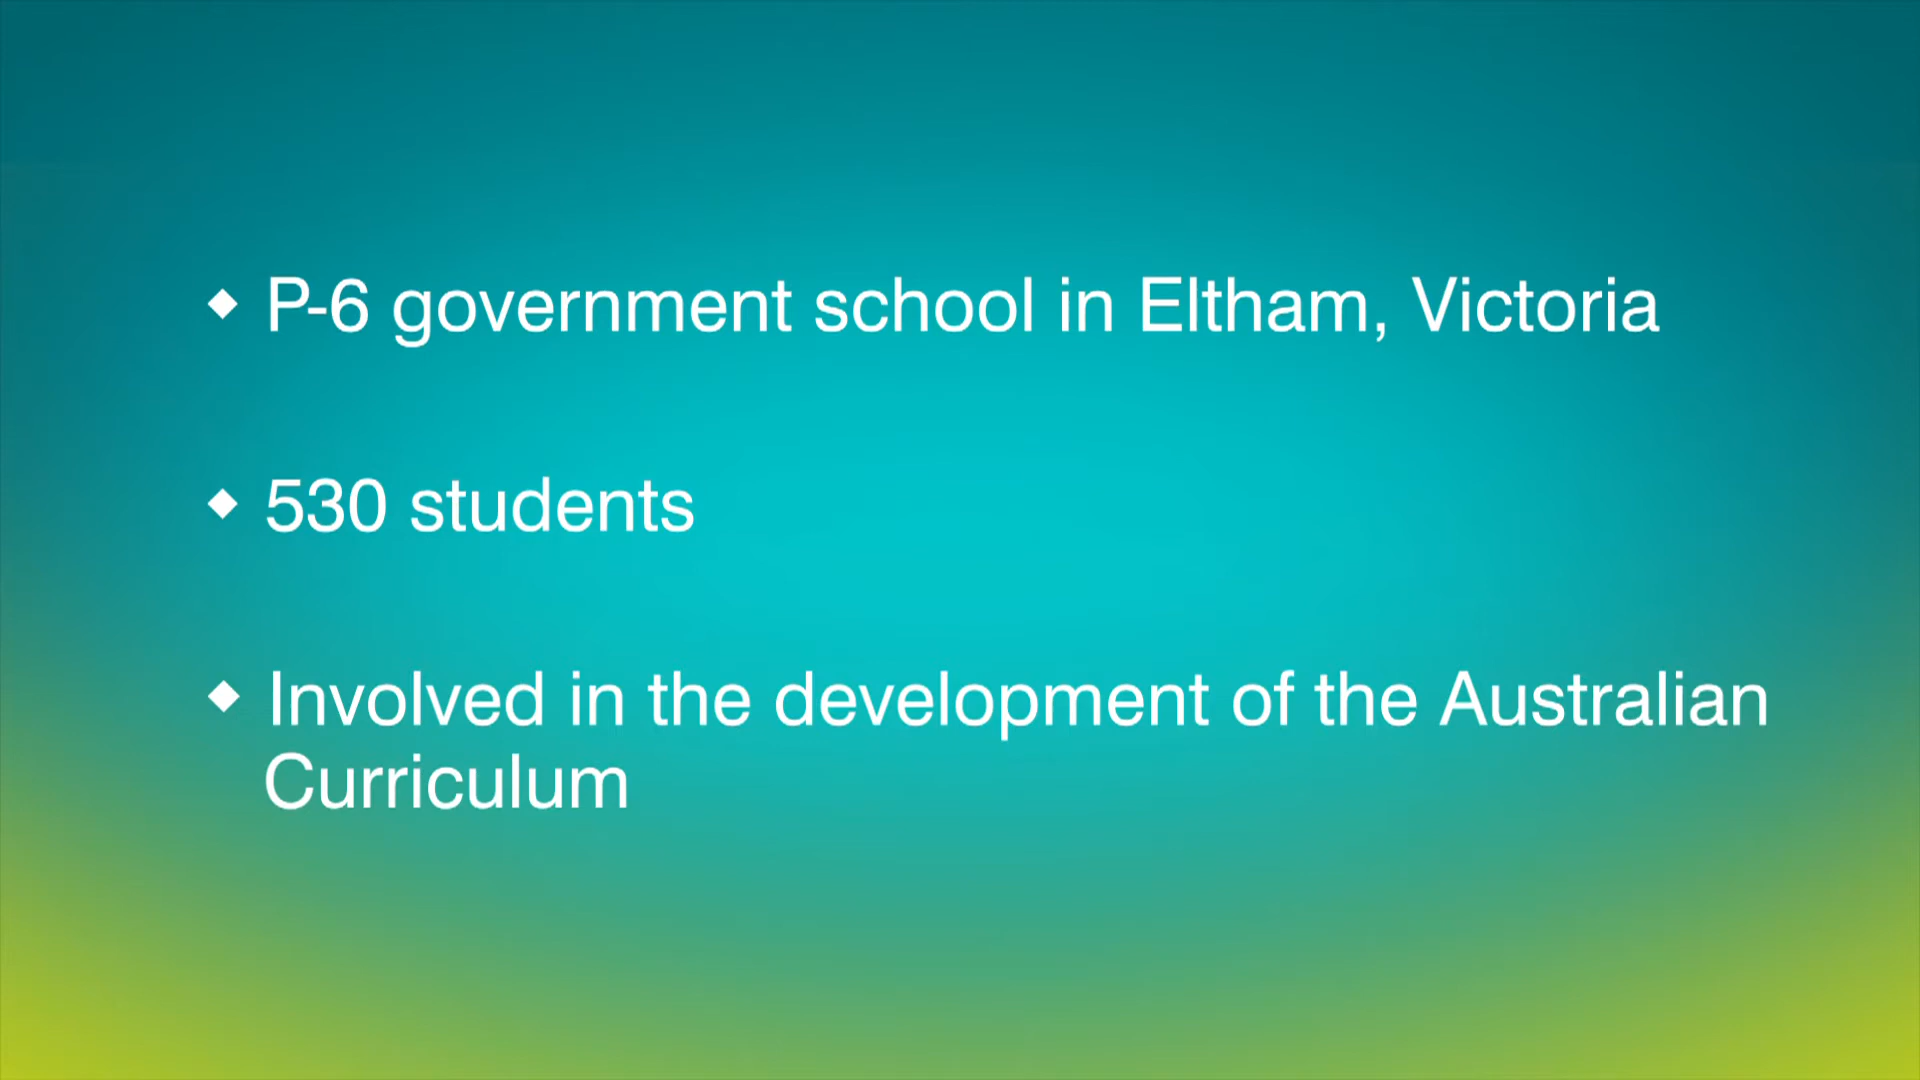 ◆ P-6 government school in Eltham, Victoria
◆ 530 students
◆ Involved in the development of the Australian
Curriculum